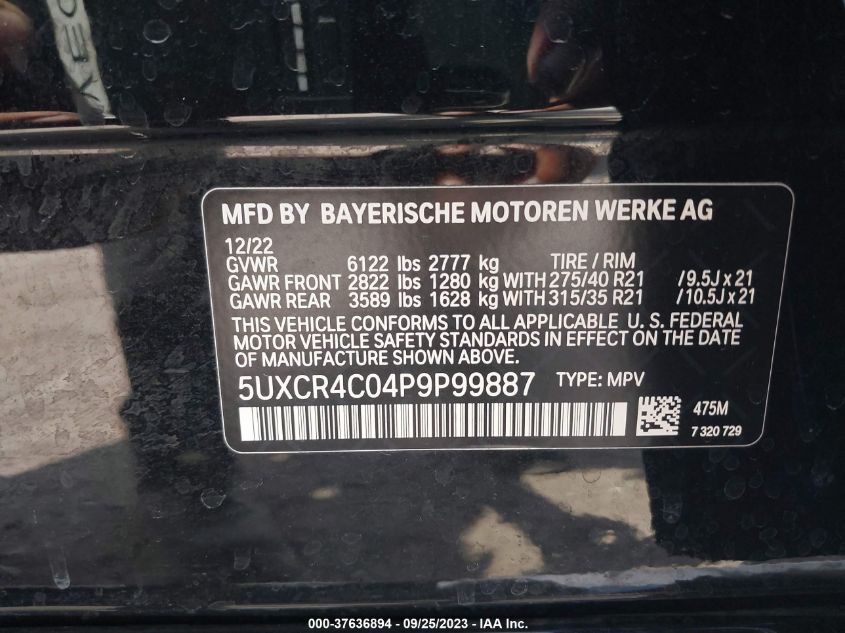 MFD BY BAYERISCHE MOTOREN WERKE AG
12/22
GVWR 6122 lbs 2777 kg TIRE / RIM
GAWR FRONT 2822 lbs 1280 kg WITH 275/40 R21 / 9.5J x 21
GAWR REAR 3589 lbs 1628 kg WITH 315/35 R21 / 10.5J x 21
THIS VEHICLE CONFORMS TO ALL APPLICABLE U. S. FEDERAL
MOTOR VEHICLE SAFETY STANDARDS IN EFFECT ON THE DATE
OF MANUFACTURE SHOWN ABOVE.
5UXCR4C04P9P99887 TYPE: MPV
475M
7 320 729
000-37636894 - 09/25/2023 - IAA Inc.